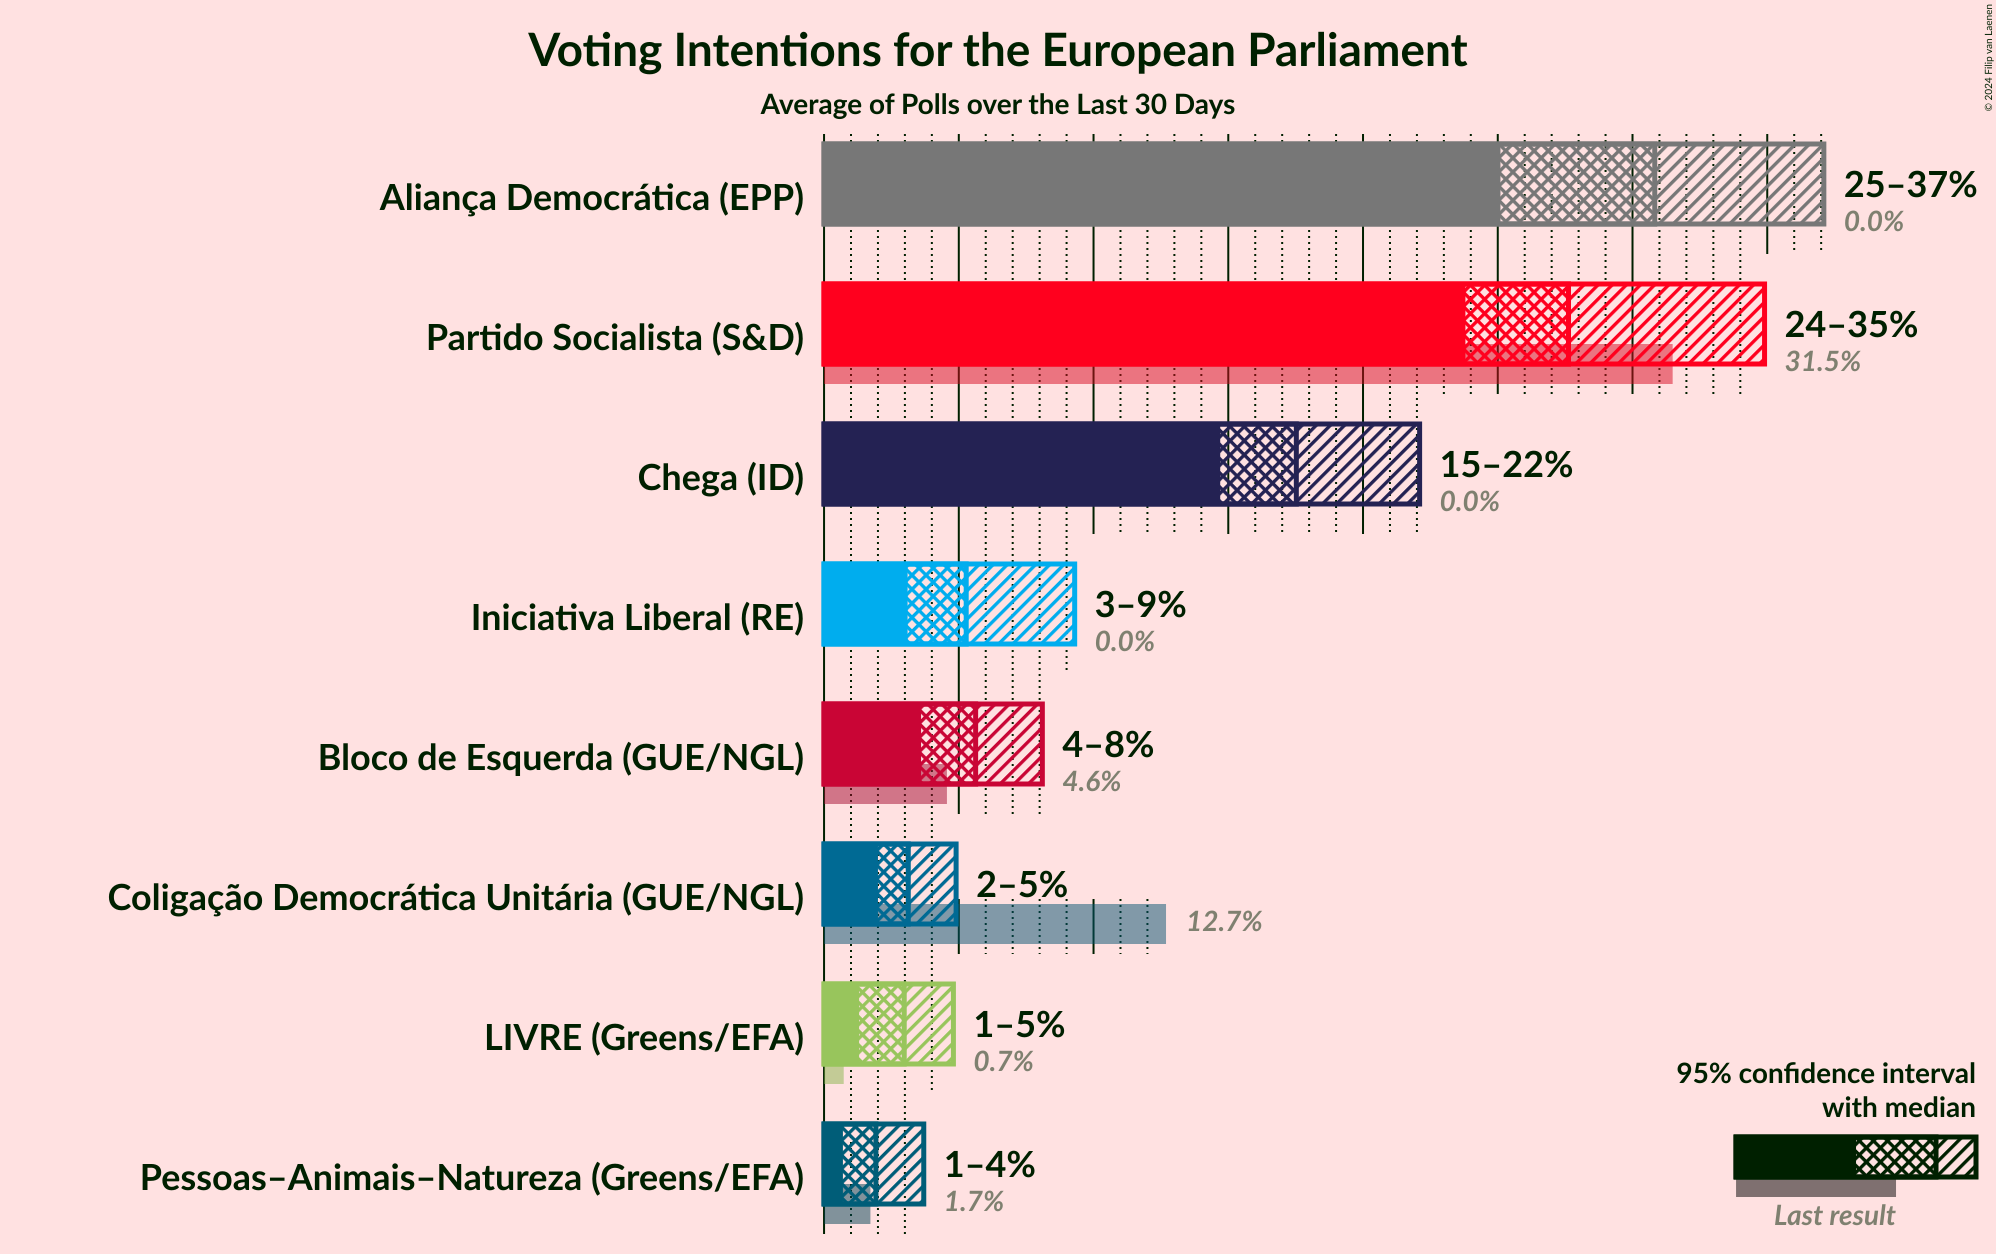 Voting Intentions for the European Parliament
Average of Polls over the Last 30 Days
© 2024 Filip van Laenen
Aliança Democrática (EPP)
25–37%
0.0%
Partido Socialista (S&D)
24–35%
31.5%
Chega (ID)
15–22%
0.0%
Iniciativa Liberal (RE)
3–9%
0.0%
Bloco de Esquerda (GUE/NGL)
4–8%
4.6%
Coligação Democrática Unitária (GUE/NGL)
2–5%
12.7%
LIVRE (Greens/EFA)
1–5%
0.7%
Pessoas–Animais–Natureza (Greens/EFA)
1–4%
1.7%
95% confidence interval
with median
Last result